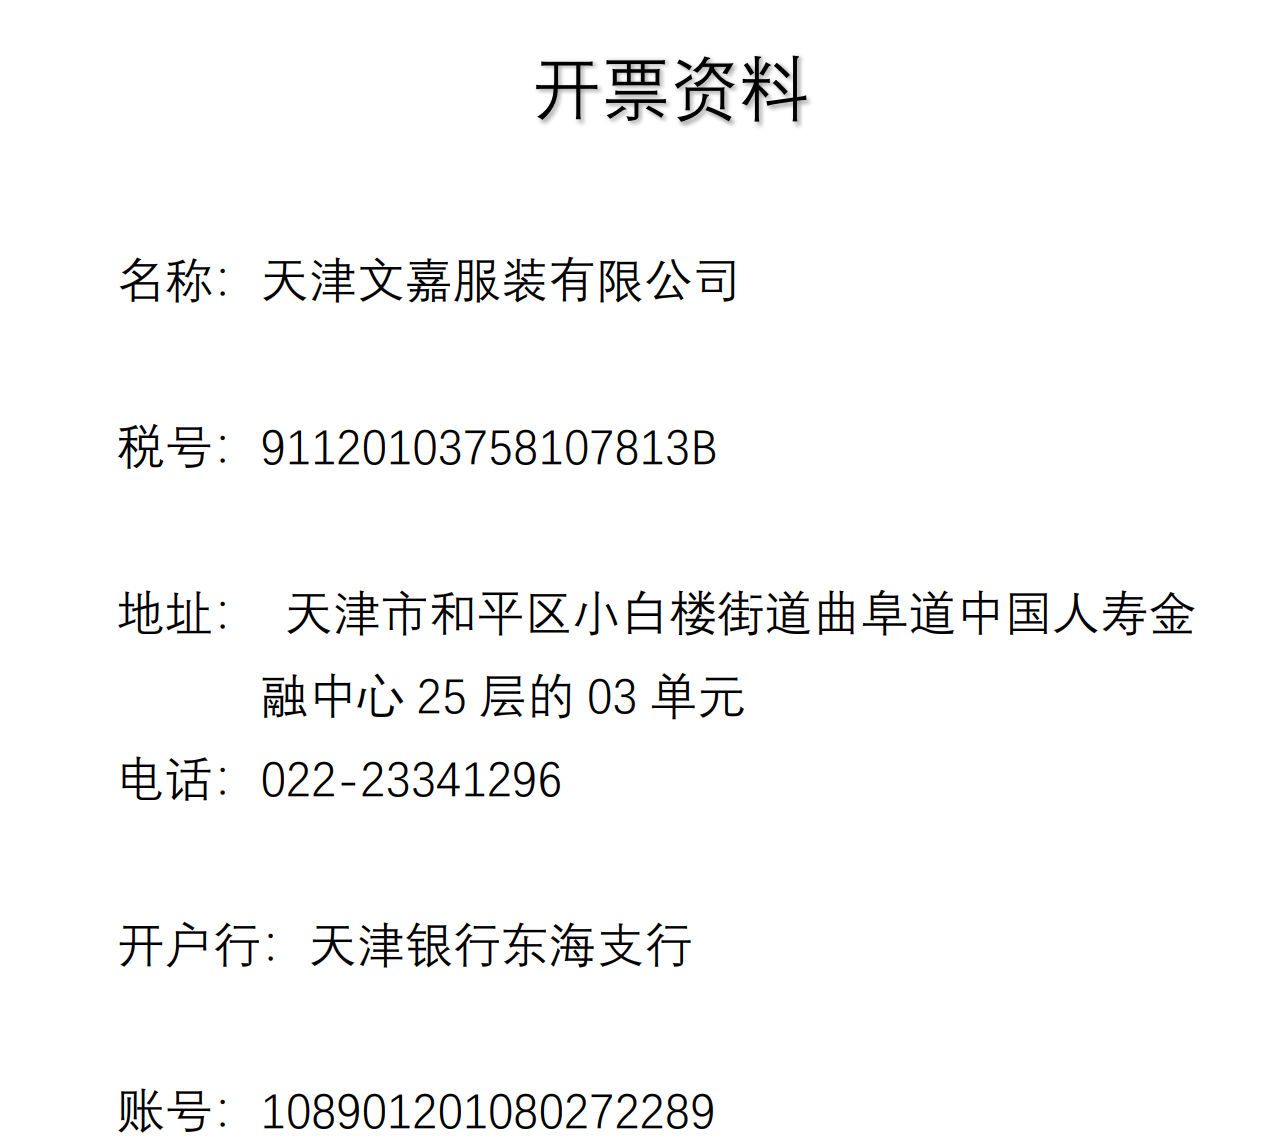 开票资料
名称：天津文嘉服装有限公司
税号：91120103758107813B
地址： 天津市和平区小白楼街道曲阜道中国人寿金
融中心 25 层的 03 单元
电话：022-23341296
开户行：天津银行东海支行
账号：108901201080272289